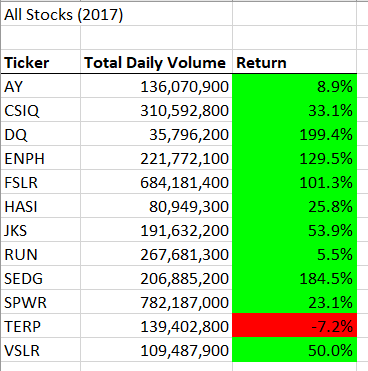 All Stocks (2017)
Ticker Total Daily Volume Return
AY 136,070,900 8.9%
CSIQ 310,592,800 33.1%
DQ 35,796,200 199.4%
ENPH 221,772,100 129.5%
FSLR 684,181,400 101.3%
HASI 80,949,300 25.8%
JKS 191,632,200 53.9%
RUN 267,681,300 5.5%
SEDG 206,885,200 184.5%
SPWR 782,187,000 23.1%
TERP 139,402,800 -7.2%
VSLR 109,487,900 50.0%